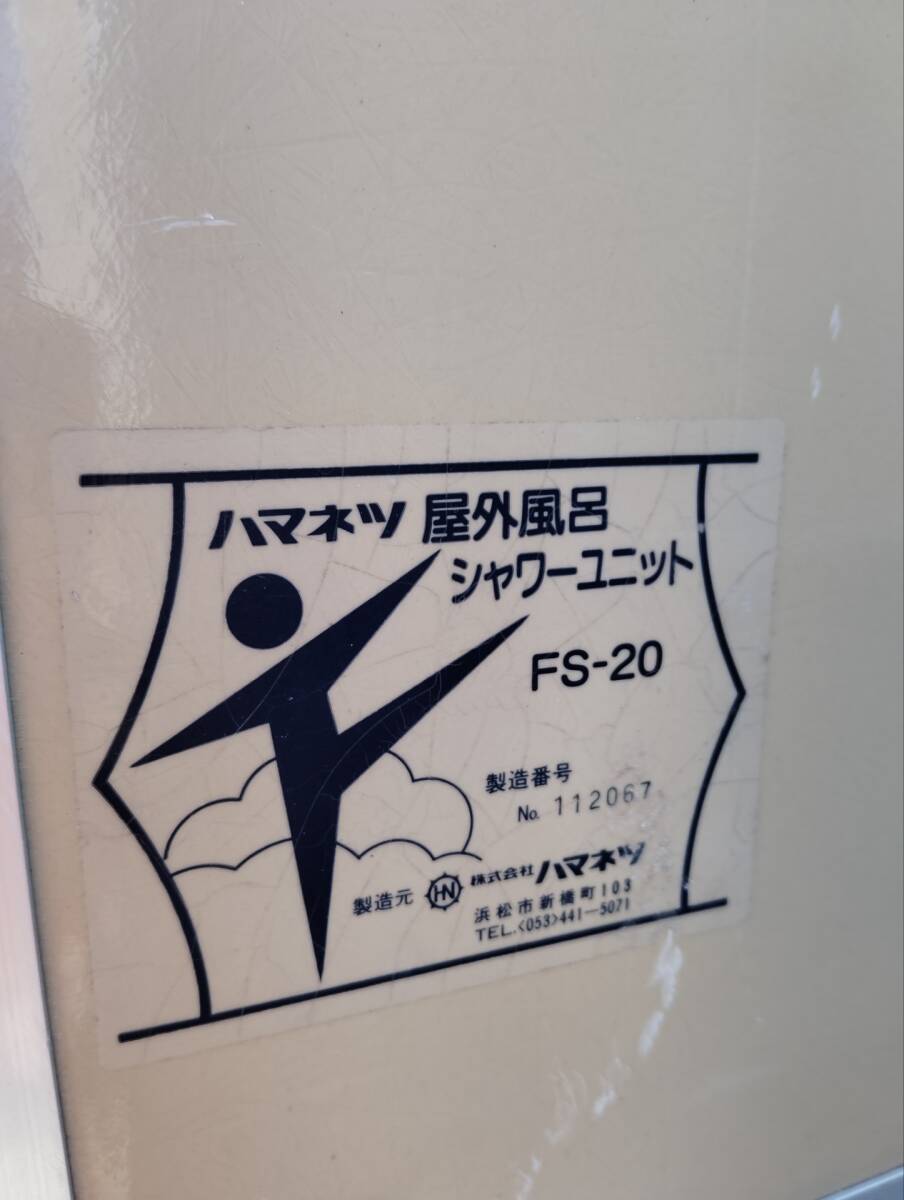 ハマネツ 屋外風呂
シャワーユニット
FS-20
製造番号
No. 112067
製造元 HN 株式会社ハマネツ
浜松市新橋町103
TEL.<053>441-5071